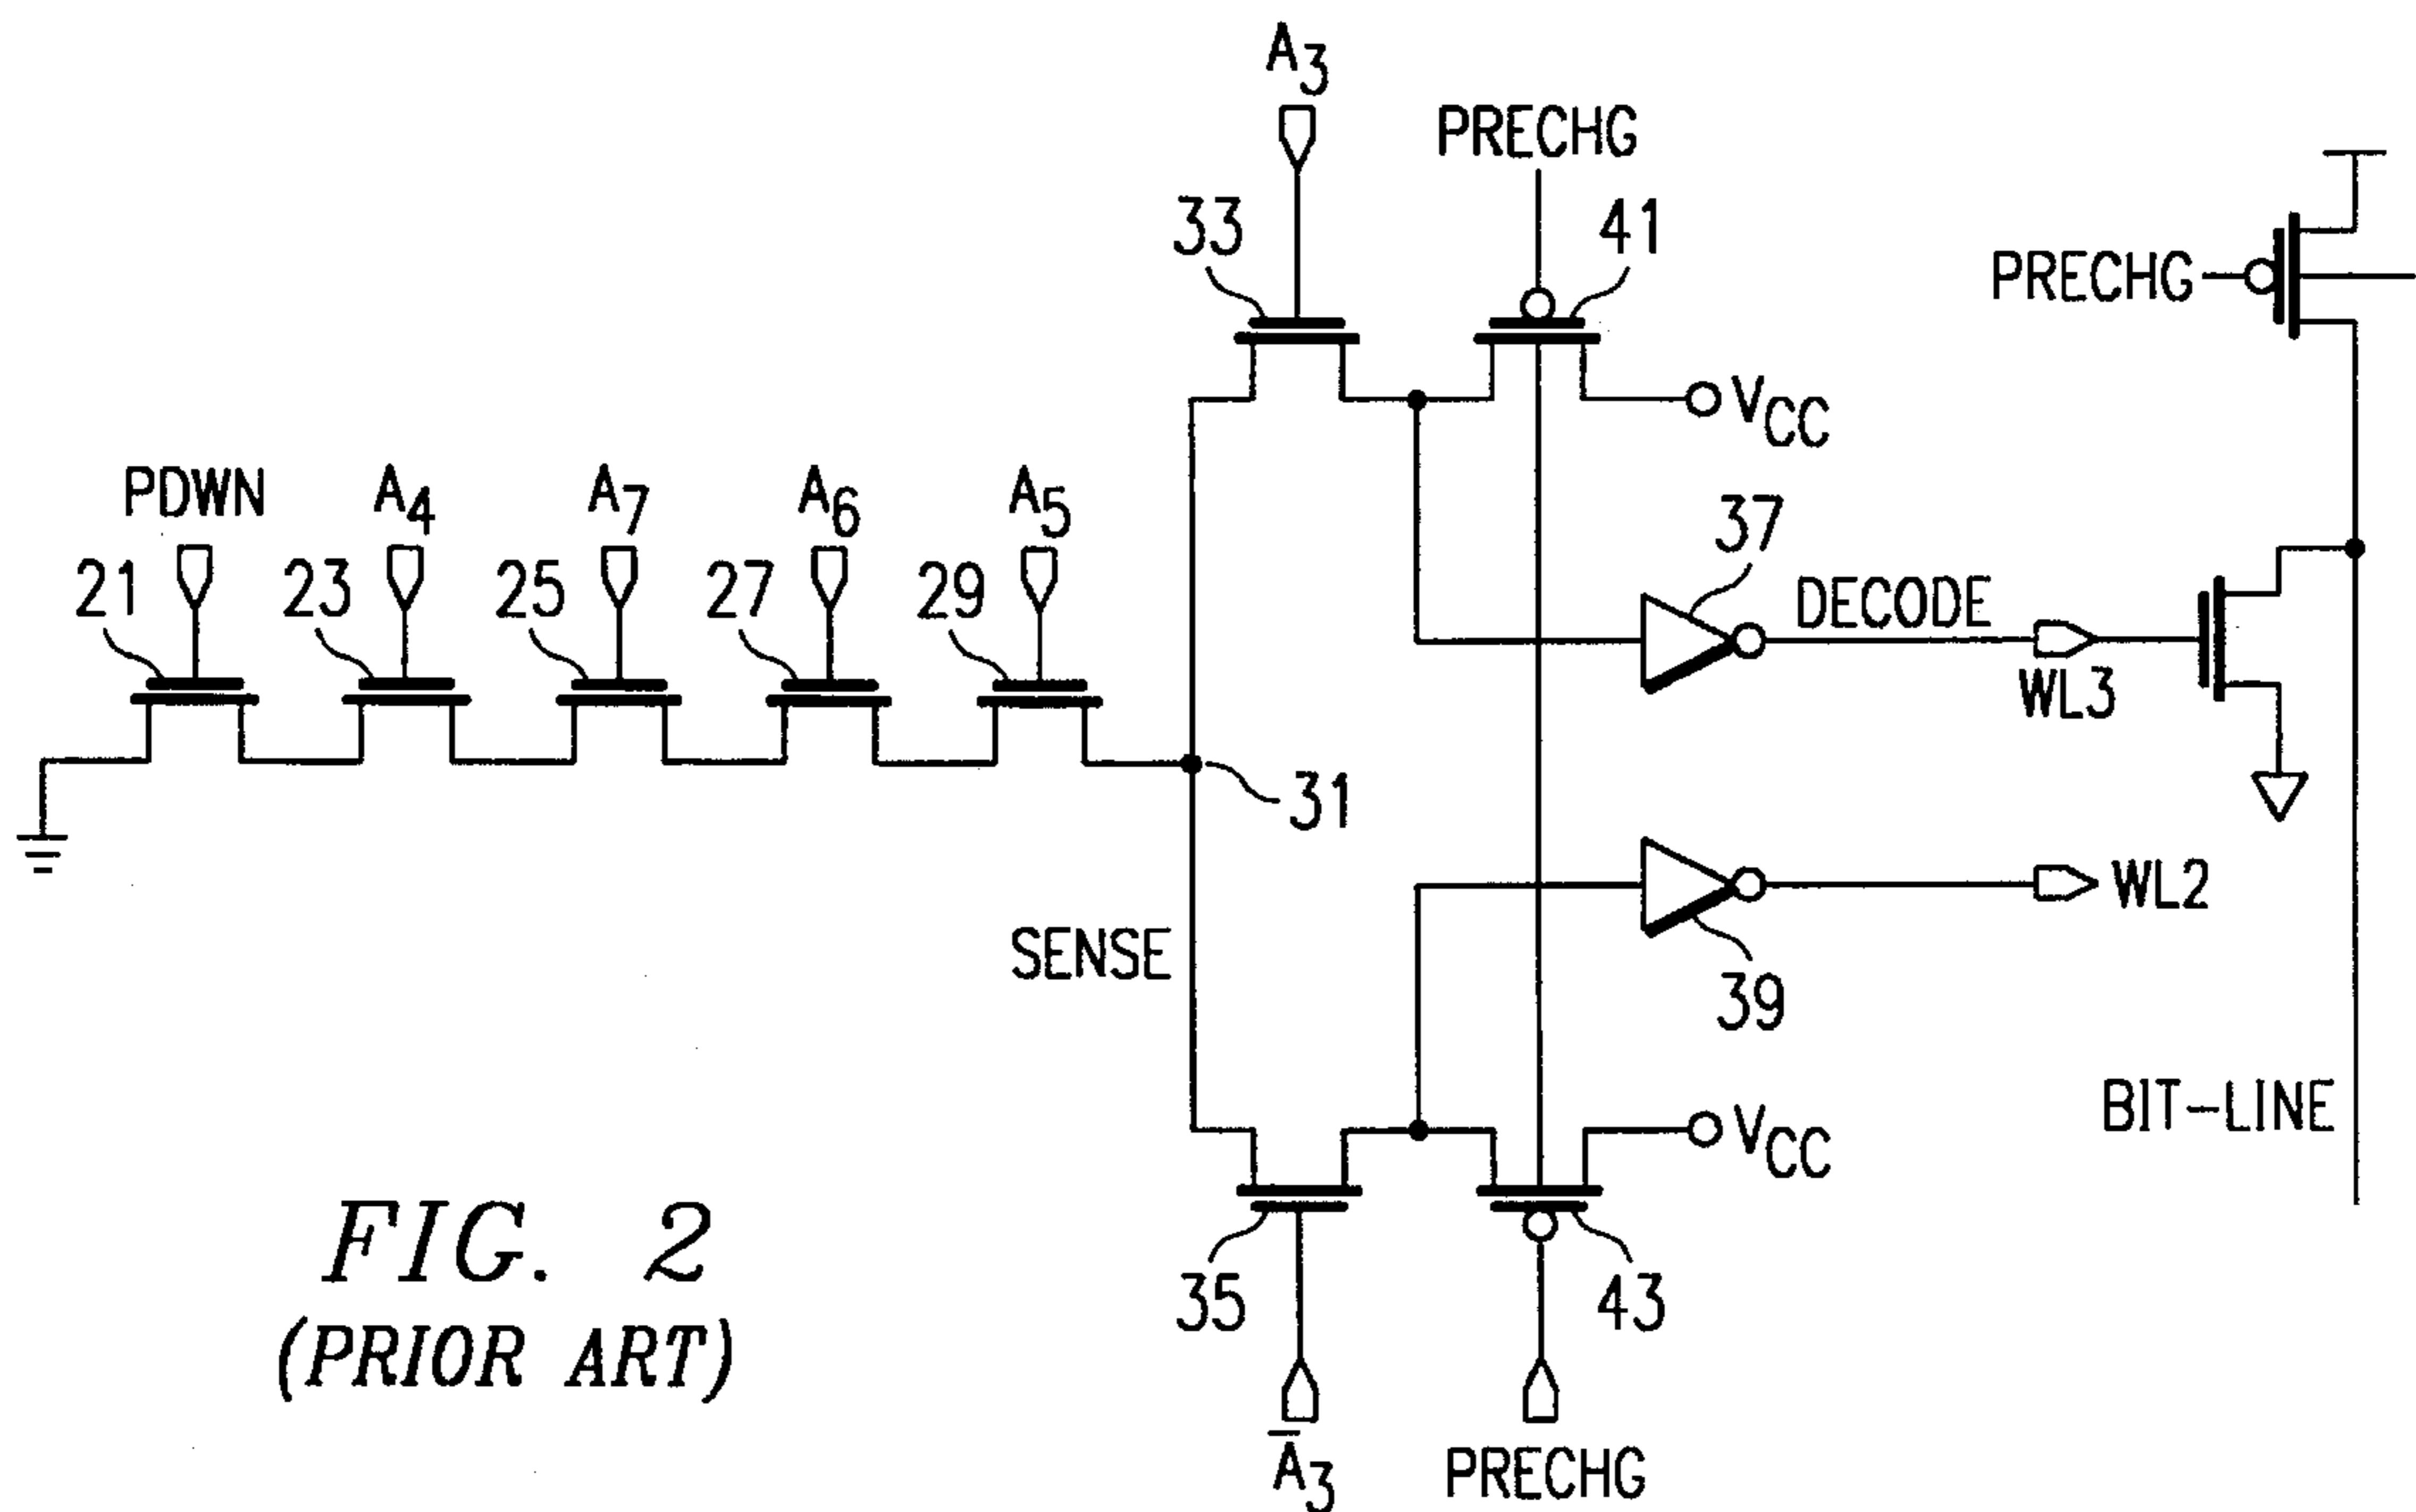 A3
PRECHG
33
41
PRECHG
VCC
PDWN
A4
A7
A6
A5
37
21
23
25
27
29
DECODE
WL3
31
WL2
SENSE
39
BIT-LINE
VCC
35
43
A̅3
PRECHG
FIG. 2
(PRIOR ART)